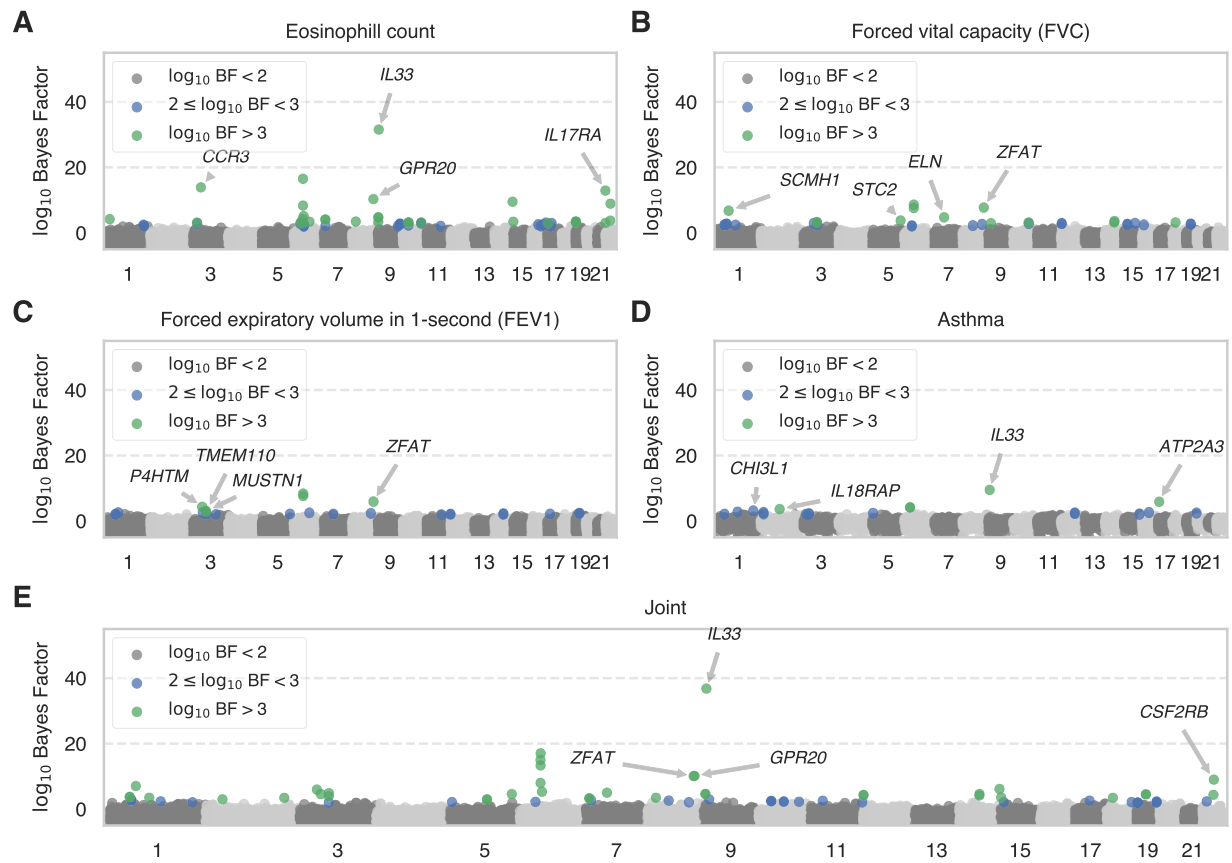 A
Eosinophill count
log10 Bayes Factor
40
20
0
log10 BF < 2
2 ≤ log10 BF < 3
log10 BF > 3
IL33
CCR3
GPR20
IL17RA
1 3 5 7 9 11 13 15 17 19 21
B
Forced vital capacity (FVC)
log10 Bayes Factor
40
20
0
log10 BF < 2
2 ≤ log10 BF < 3
log10 BF > 3
SCMH1
STC2
ELN
ZFAT
1 3 5 7 9 11 13 15 17 19 21
C
Forced expiratory volume in 1-second (FEV1)
log10 Bayes Factor
40
20
0
log10 BF < 2
2 ≤ log10 BF < 3
log10 BF > 3
P4HTM
TMEM110
MUSTN1
ZFAT
1 3 5 7 9 11 13 15 17 19 21
D
Asthma
log10 Bayes Factor
40
20
0
log10 BF < 2
2 ≤ log10 BF < 3
log10 BF > 3
CHI3L1
IL18RAP
IL33
ATP2A3
1 3 5 7 9 11 13 15 17 19 21
E
Joint
log10 Bayes Factor
40
20
0
log10 BF < 2
2 ≤ log10 BF < 3
log10 BF > 3
IL33
ZFAT
GPR20
CSF2RB
1 3 5 7 9 11 13 15 17 19 21